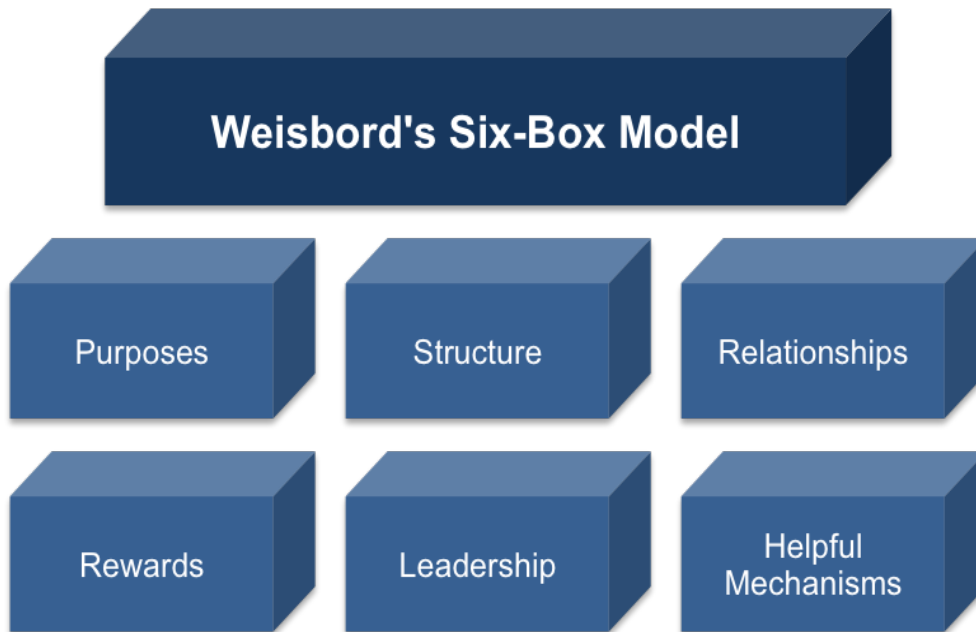 Weisbord's Six-Box Model
Purposes
Structure
Relationships
Rewards
Leadership
Helpful
Mechanisms